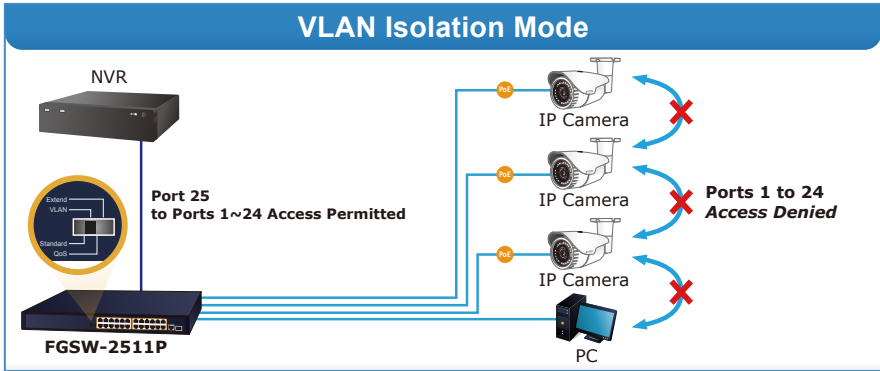 VLAN Isolation Mode
NVR
PoE
IP Camera
Extend
VLAN
Standard
QoS
Port 25
to Ports 1~24 Access Permitted
PoE
IP Camera
Ports 1 to 24
Access Denied
PoE
IP Camera
FGSW-2511P
PC